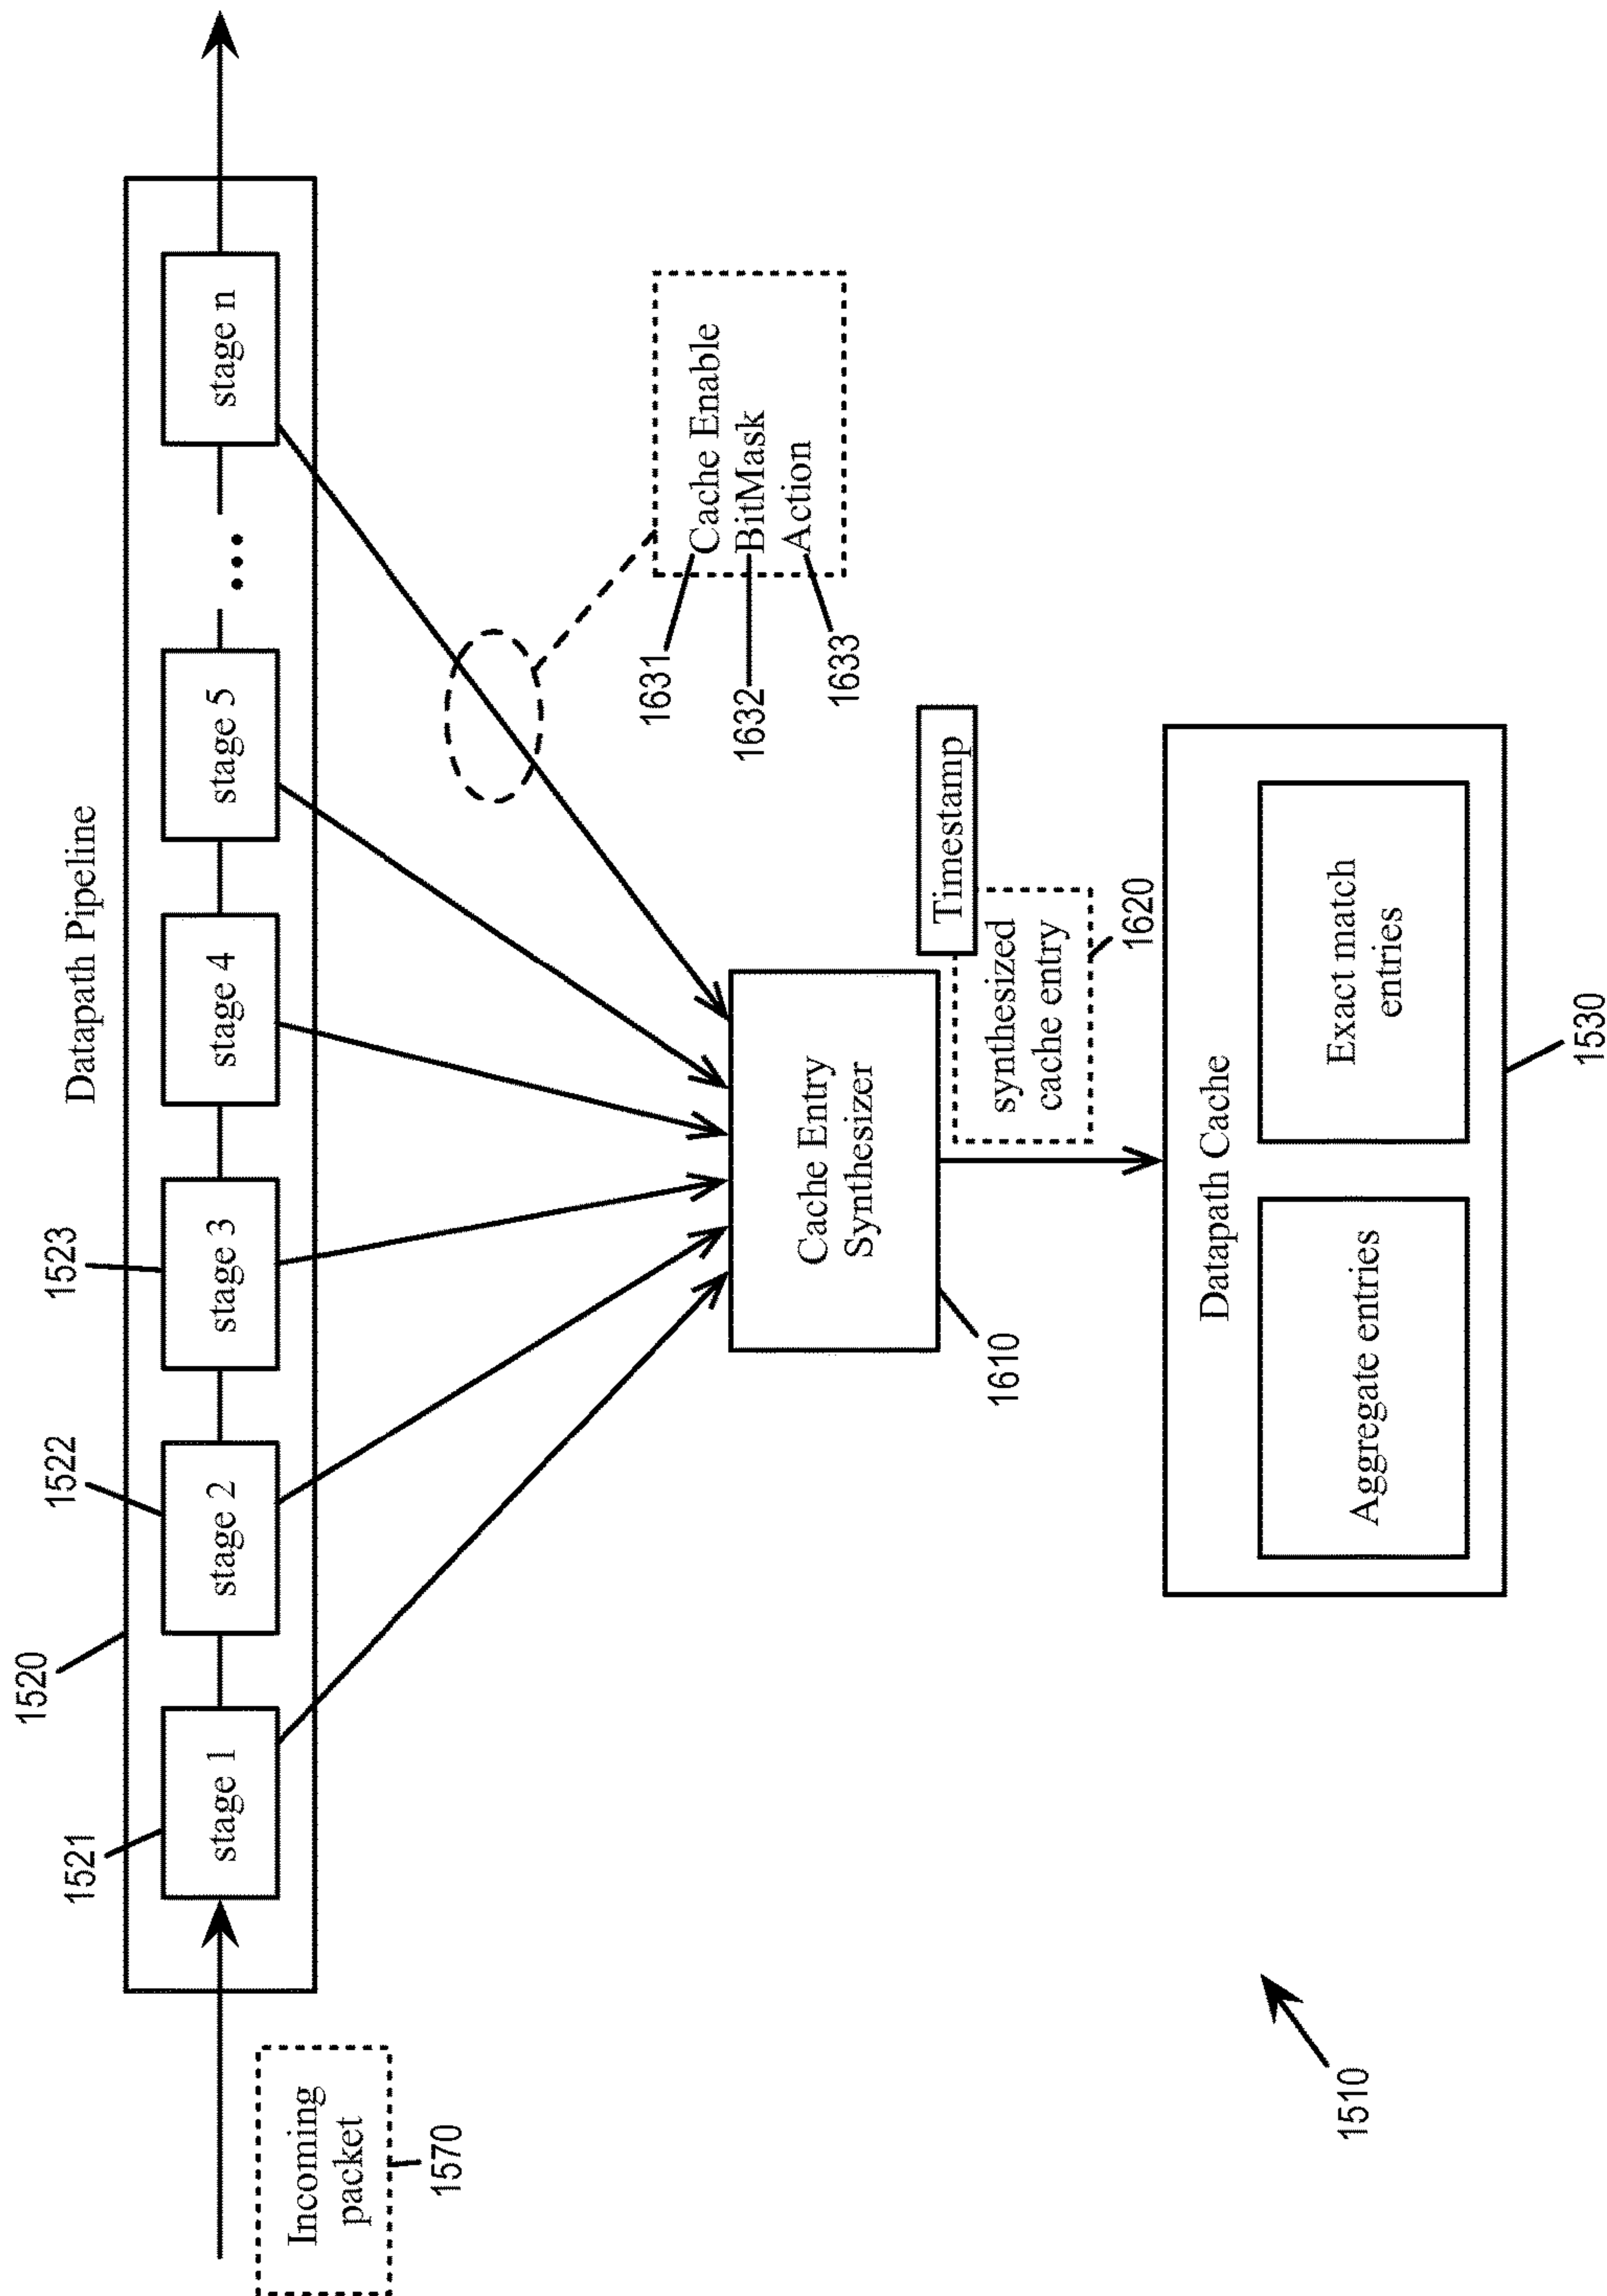 Datapath Pipeline
1520
1521
1522
1523
stage 1
stage 2
stage 3
stage 4
stage 5
...
stage n
Incoming
packet
1570
1631
Cache Enable
1632
BitMask
1633
Action
Cache Entry
Synthesizer
1610
Timestamp
synthesized
cache entry
1620
Datapath Cache
Aggregate entries
Exact match
entries
1530
1510